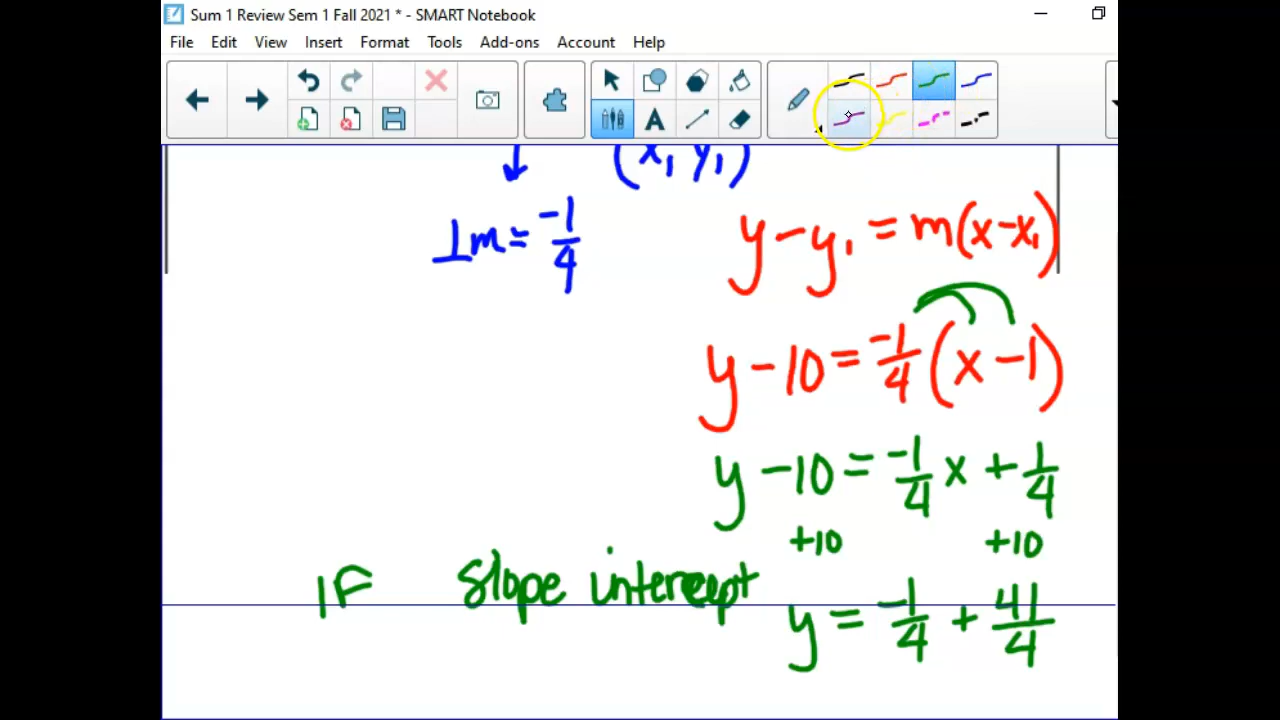 Sum 1 Review Sem 1 Fall 2021 * - SMART Notebook
File Edit View Insert Format Tools Add-ons Account Help
(x₁ y₁)
⊥m = -1/4
y - y₁ = m(x - x₁)
y - 10 = -1/4 (x - 1)
y - 10 = -1/4 x + 1/4
+10 +10
IF slope intercept
y = -1/4 + 41/4